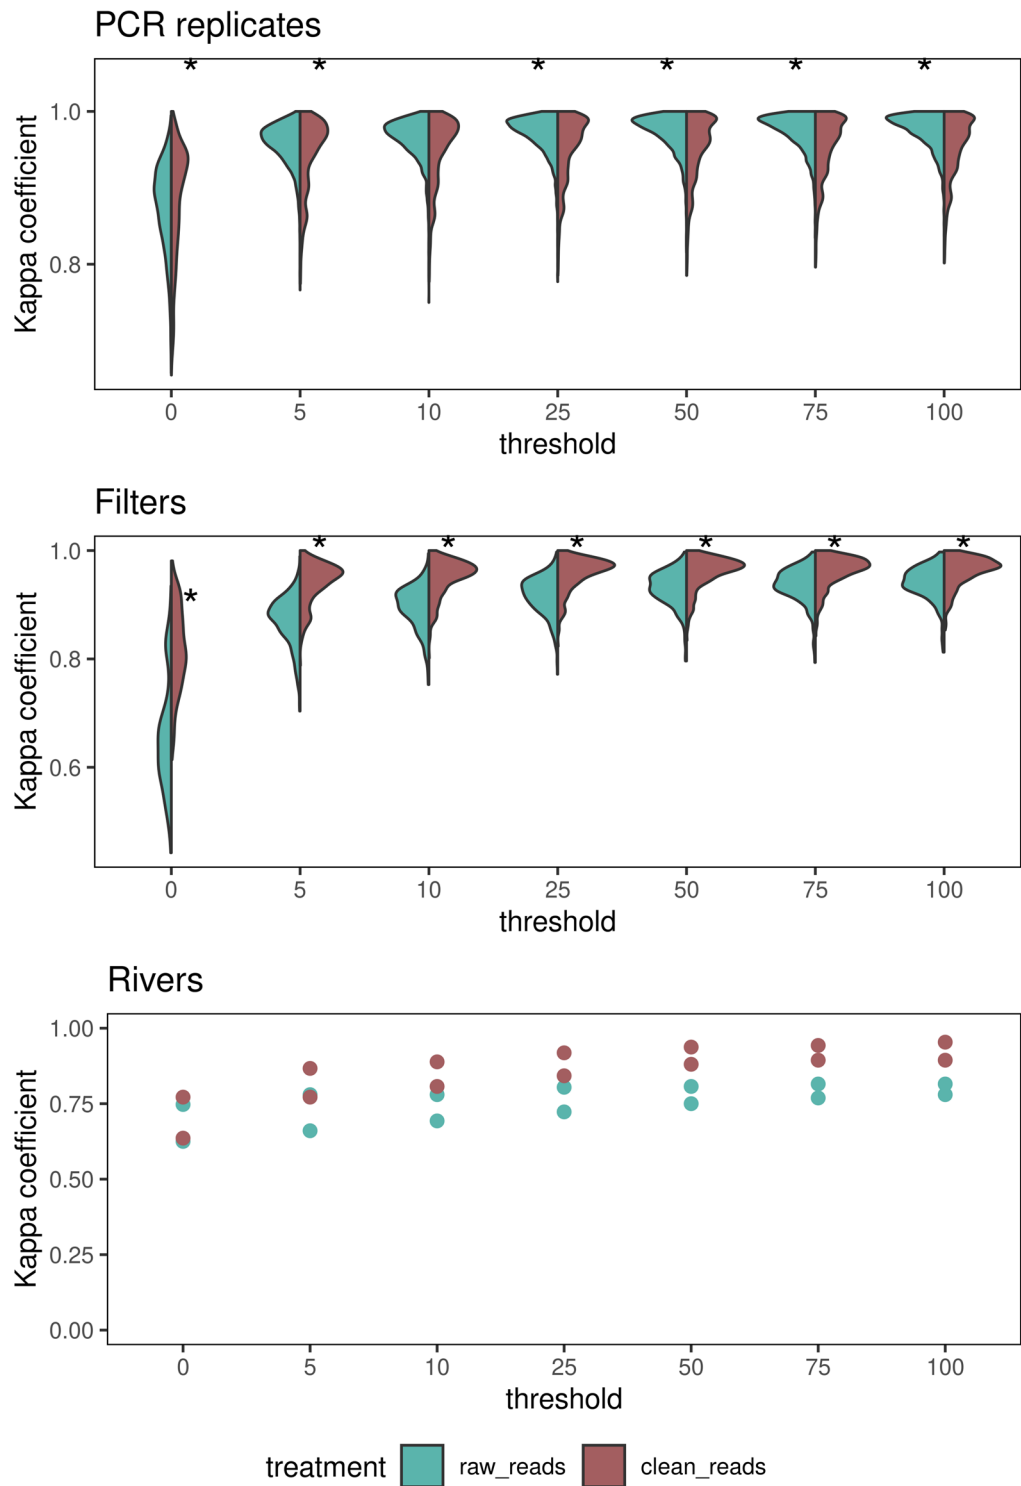 PCR replicates
* * * * * *
Kappa coefficient
1.0
0.8
0 5 10 25 50 75 100
threshold
Filters
* * * * * * *
Kappa coefficient
1.0
0.8
0.6
0 5 10 25 50 75 100
threshold
Rivers
Kappa coefficient
1.00
0.75
0.50
0.25
0.00
0 5 10 25 50 75 100
threshold
treatment raw_reads clean_reads